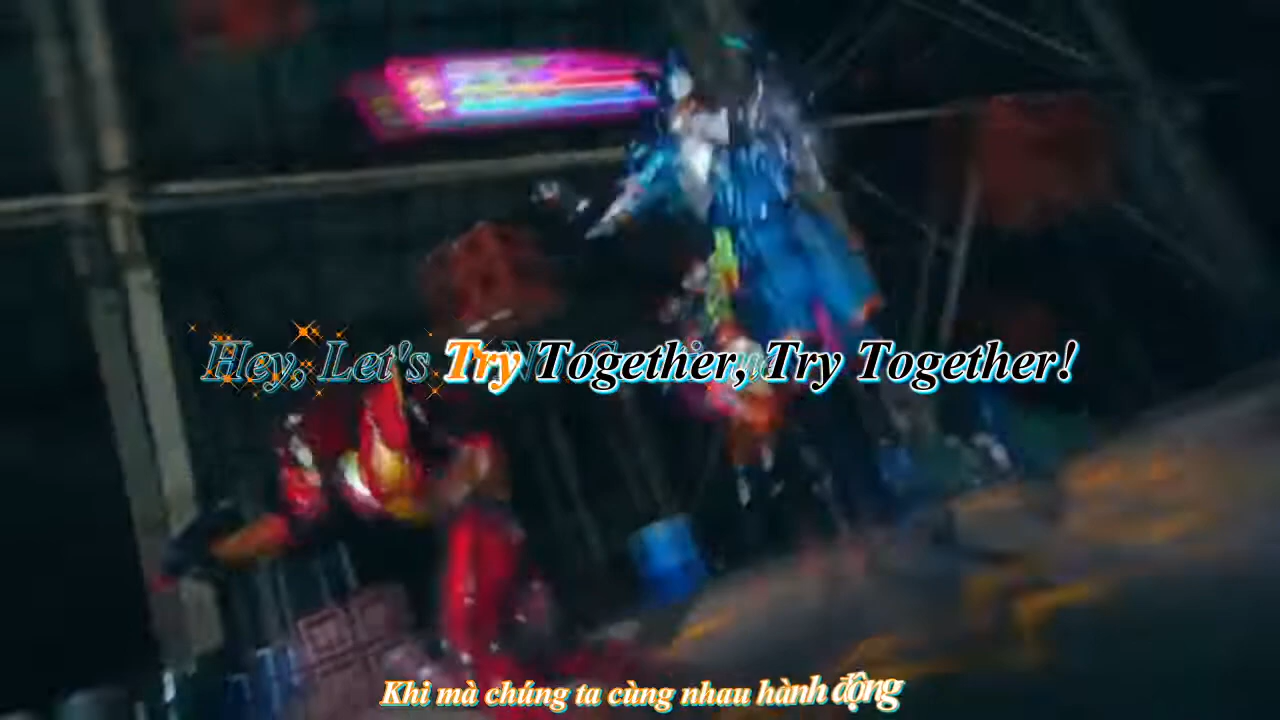 Hey, Let's Try Together, Try Together!
Khi mà chúng ta cùng nhau hành động